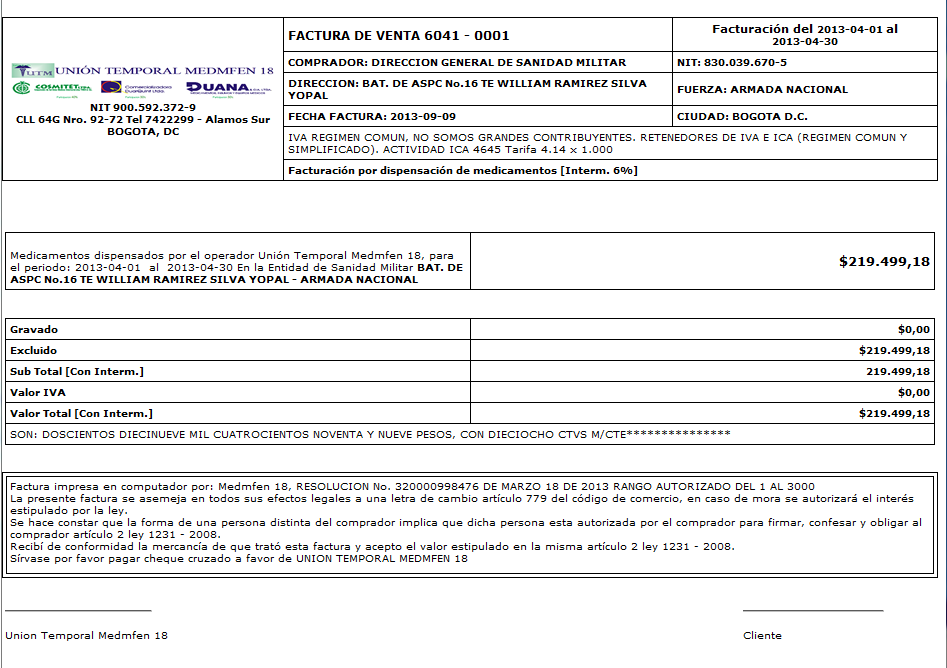 UTM UNIÓN TEMPORAL MEDMFEN 18
COSMITET LTDA. Comercializadora DuarQuint Ltda. DUANA & CIA. LTDA.
NIT 900.592.372-9
CLL 64G Nro. 92-72 Tel 7422299 - Alamos Sur
BOGOTA, DC
FACTURA DE VENTA 6041 - 0001
Facturación del 2013-04-01 al
2013-04-30
COMPRADOR: DIRECCION GENERAL DE SANIDAD MILITAR
NIT: 830.039.670-5
DIRECCION: BAT. DE ASPC No.16 TE WILLIAM RAMIREZ SILVA
YOPAL
FUERZA: ARMADA NACIONAL
FECHA FACTURA: 2013-09-09
CIUDAD: BOGOTA D.C.
IVA REGIMEN COMUN, NO SOMOS GRANDES CONTRIBUYENTES. RETENEDORES DE IVA E ICA (REGIMEN COMUN Y
SIMPLIFICADO). ACTIVIDAD ICA 4645 Tarifa 4.14 x 1.000
Facturación por dispensación de medicamentos [Interm. 6%]
Medicamentos dispensados por el operador Unión Temporal Medmfen 18, para
el periodo: 2013-04-01 al 2013-04-30 En la Entidad de Sanidad Militar BAT. DE
ASPC No.16 TE WILLIAM RAMIREZ SILVA YOPAL - ARMADA NACIONAL
$219.499,18
Gravado $0,00
Excluido $219.499,18
Sub Total [Con Interm.] 219.499,18
Valor IVA $0,00
Valor Total [Con Interm.] $219.499,18
SON: DOSCIENTOS DIECINUEVE MIL CUATROCIENTOS NOVENTA Y NUEVE PESOS, CON DIECIOCHO CTVS M/CTE***************
Factura impresa en computador por: Medmfen 18, RESOLUCION No. 320000998476 DE MARZO 18 DE 2013 RANGO AUTORIZADO DEL 1 AL 3000
La presente factura se asemeja en todos sus efectos legales a una letra de cambio artículo 779 del código de comercio, en caso de mora se autorizará el interés
estipulado por la ley.
Se hace constar que la forma de una persona distinta del comprador implica que dicha persona esta autorizada por el comprador para firmar, confesar y obligar al
comprador artículo 2 ley 1231 - 2008.
Recibí de conformidad la mercancía de que trató esta factura y acepto el valor estipulado en la misma artículo 2 ley 1231 - 2008.
Sírvase por favor pagar cheque cruzado a favor de UNION TEMPORAL MEDMFEN 18
Union Temporal Medmfen 18
Cliente